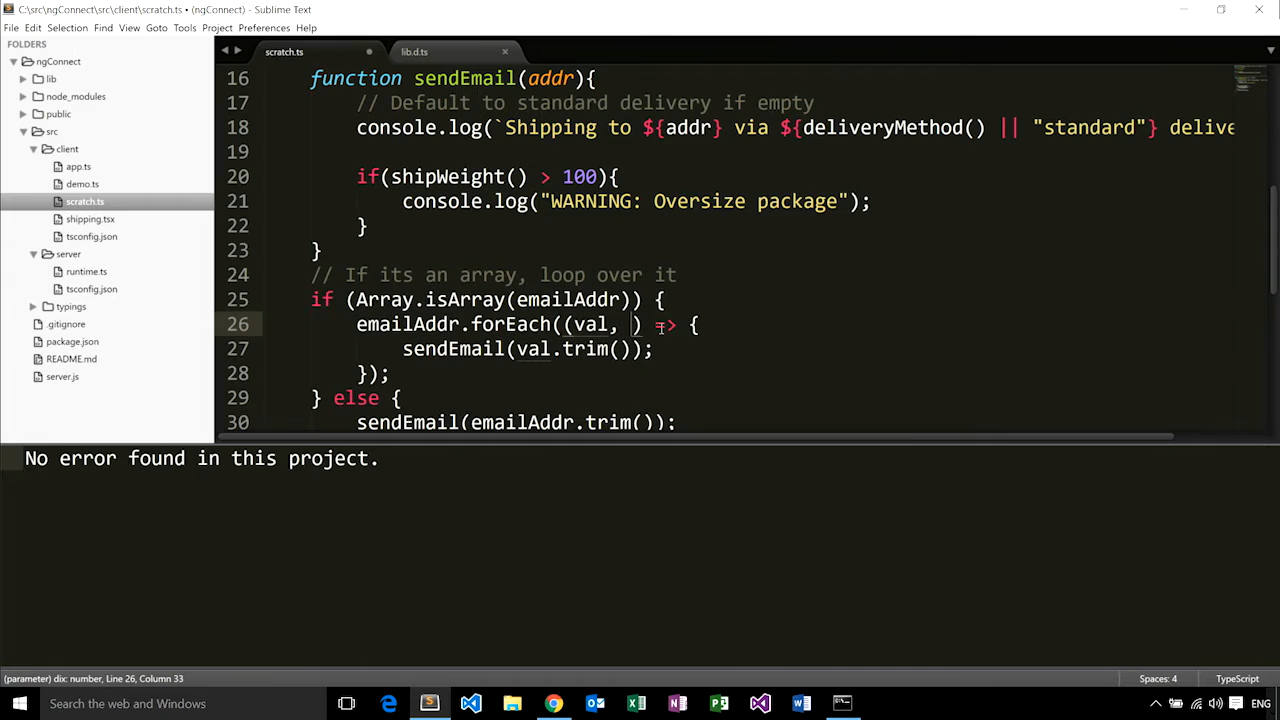 C:\src\ngConnect\src\client\scratch.ts (ngConnect) - Sublime Text
File Edit Selection Find View Goto Tools Project Preferences Help
FOLDERS
ngConnect
lib
node_modules
public
src
client
app.ts
demo.ts
scratch.ts
shipping.tsx
tsconfig.json
server
runtime.ts
tsconfig.json
typings
.gitignore
package.json
README.md
server.js
scratch.ts
lib.d.ts
16 function sendEmail(addr){
17 // Default to standard delivery if empty
18 console.log(`Shipping to ${addr} via ${deliveryMethod() || "standard"} delive
19
20 if(shipWeight() > 100){
21 console.log("WARNING: Oversize package");
22 }
23 }
24 // If its an array, loop over it
25 if (Array.isArray(emailAddr)) {
26 emailAddr.forEach((val, ) => {
27 sendEmail(val.trim());
28 });
29 } else {
30 sendEmail(emailAddr.trim());
No error found in this project.
(parameter) dix: number, Line 26, Column 33
Spaces: 4
TypeScript
Search the web and Windows
ENG